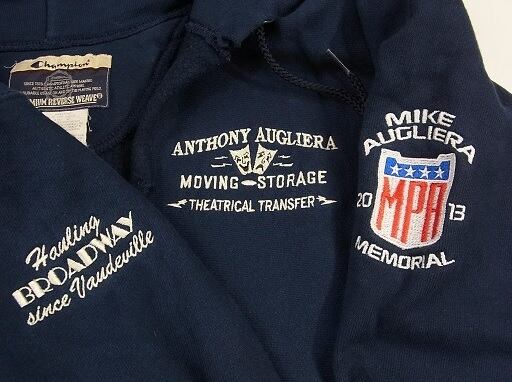 Champion
REVERSE WEAVE
ANTHONY AUGLIERA
MOVING STORAGE
THEATRICAL TRANSFER
MIKE
AUGLIERA
MPA
20 13
MEMORIAL
Hauling
BROADWAY
since Vaudeville